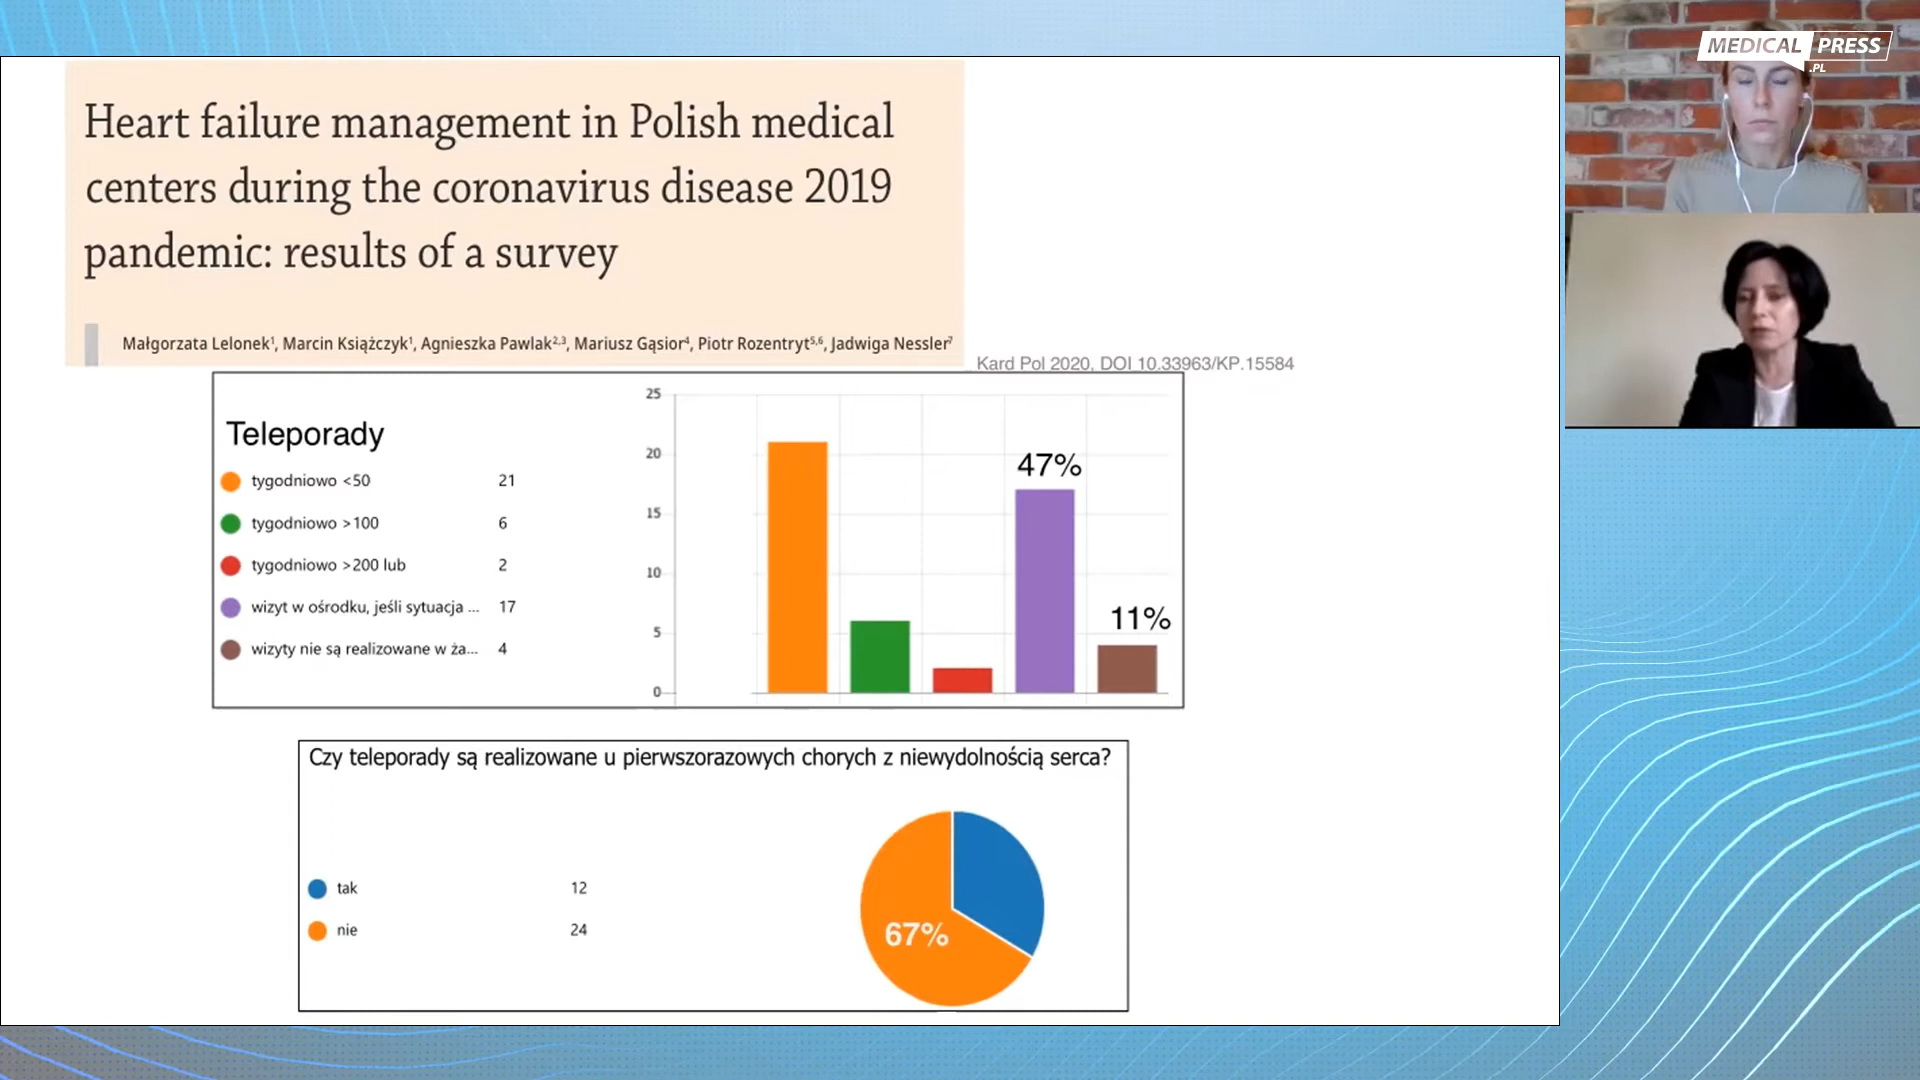 MEDICAL PRESS
.PL
Heart failure management in Polish medical
centers during the coronavirus disease 2019
pandemic: results of a survey
Małgorzata Lelonek¹, Marcin Książczyk¹, Agnieszka Pawlak²,³, Mariusz Gąsior⁴, Piotr Rozentryt⁵,⁶, Jadwiga Nessler⁷
Kard Pol 2020, DOI 10.33963/KP.15584
Teleporady
tygodniowo <50 21
tygodniowo >100 6
tygodniowo >200 lub 2
wizyt w ośrodku, jeśli sytuacja ... 17
wizyty nie są realizowane w ża... 4
25
20
15
10
5
0
47%
11%
Czy teleporady są realizowane u pierwszorazowych chorych z niewydolnością serca?
tak 12
nie 24
67%